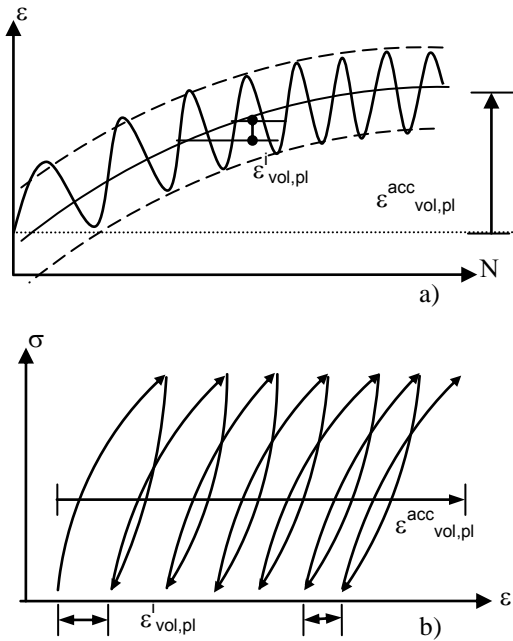 ε
ε^i_vol,pl
ε^acc_vol,pl
N
a)
σ
ε^acc_vol,pl
ε^i_vol,pl
ε
b)